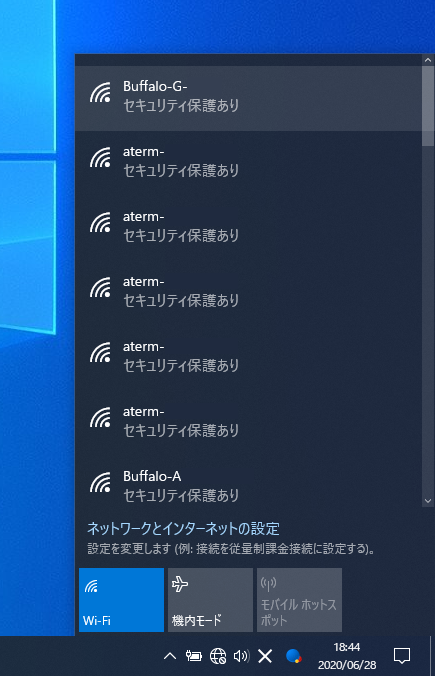 Buffalo-G-
セキュリティ保護あり
aterm-
セキュリティ保護あり
aterm-
セキュリティ保護あり
aterm-
セキュリティ保護あり
aterm-
セキュリティ保護あり
aterm-
セキュリティ保護あり
Buffalo-A
セキュリティ保護あり
ネットワークとインターネットの設定
設定を変更します (例: 接続を従量制課金接続に設定する)。
Wi-Fi
機内モード
モバイル ホットス
ポット
18:44
2020/06/28